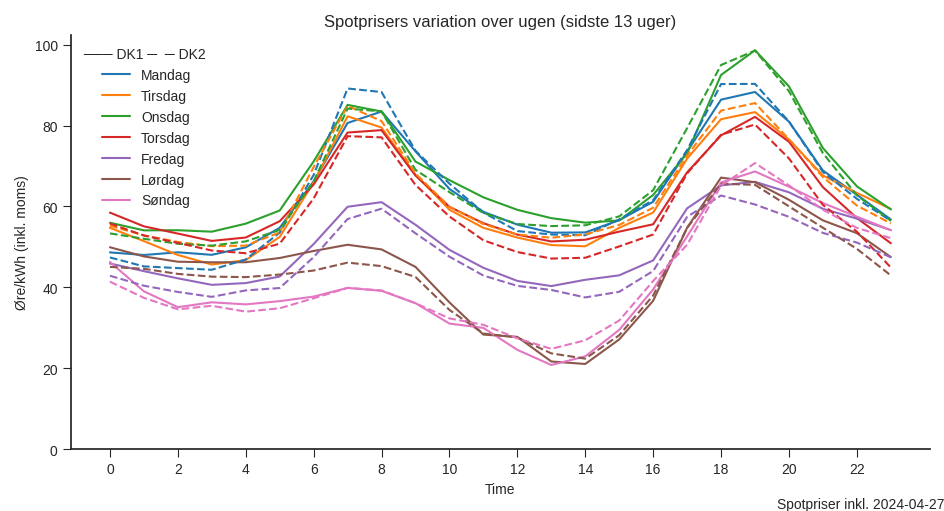 Spotprisers variation over ugen (sidste 13 uger)
DK1 DK2
Mandag
Tirsdag
Onsdag
Torsdag
Fredag
Lørdag
Søndag
Øre/kWh (inkl. moms)
100
80
60
40
20
0
0 2 4 6 8 10 12 14 16 18 20 22
Time
Spotpriser inkl. 2024-04-27